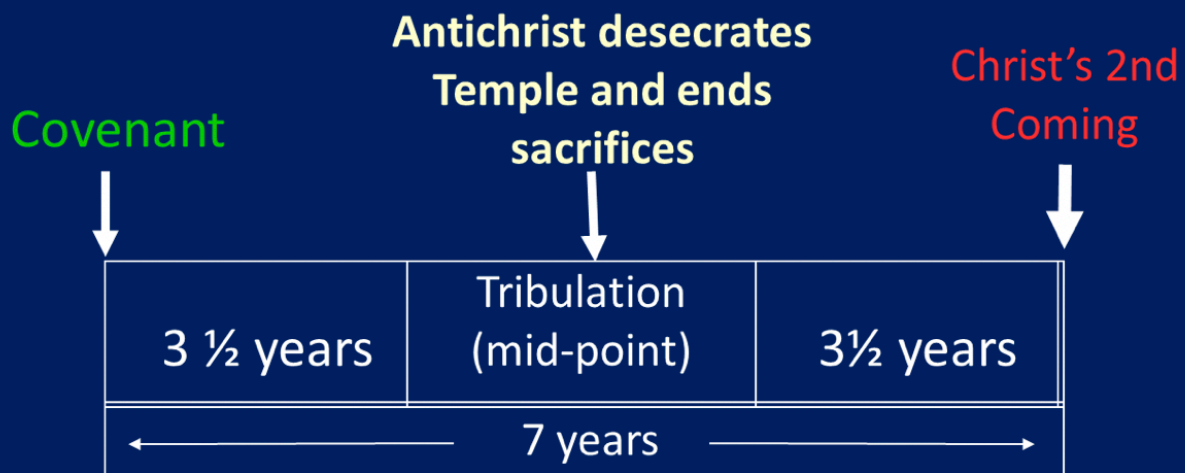 Antichrist desecrates
Temple and ends
sacrifices
Christ's 2nd
Coming
Covenant
3 ½ years
Tribulation
(mid-point)
3½ years
7 years